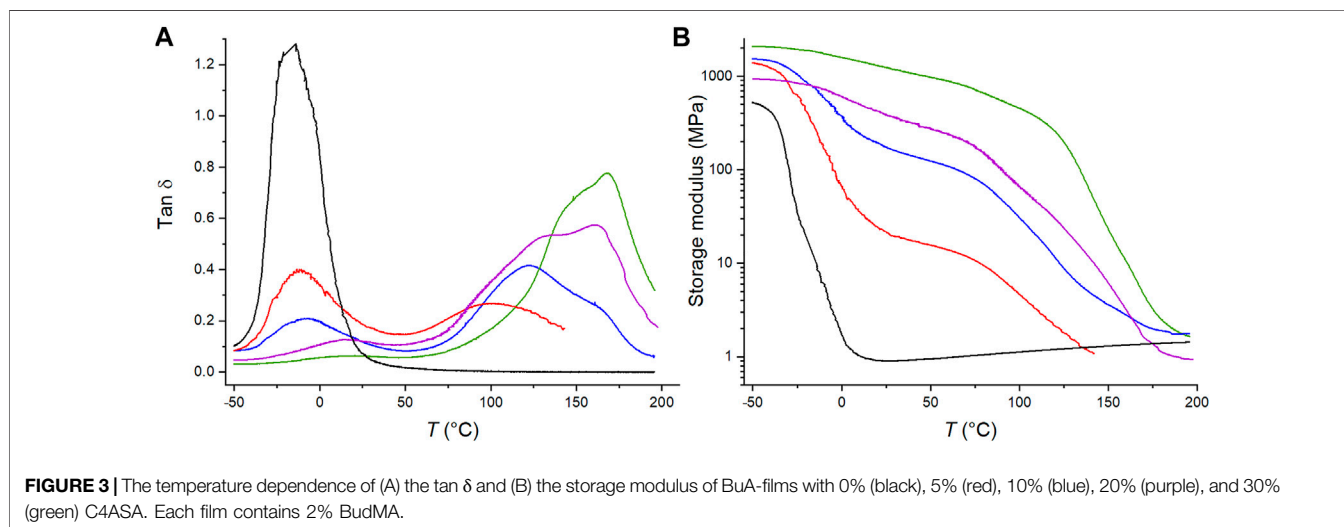 A
B
1.2
1.0
0.8
0.6
0.4
0.2
0.0
Tan δ
-50 0 50 100 150 200
T (°C)
1000
100
10
1
Storage modulus (MPa)
-50 0 50 100 150 200
T (°C)
FIGURE 3 | The temperature dependence of (A) the tan δ and (B) the storage modulus of BuA-films with 0% (black), 5% (red), 10% (blue), 20% (purple), and 30%
(green) C4ASA. Each film contains 2% BudMA.